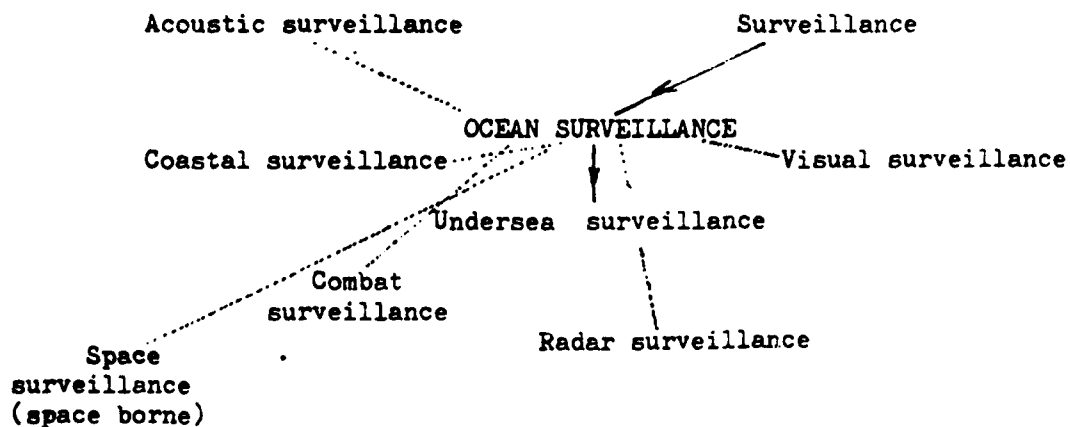 Acoustic surveillance
Surveillance
OCEAN SURVEILLANCE
Coastal surveillance
Visual surveillance
Undersea surveillance
Combat
surveillance
Radar surveillance
Space
surveillance
(space borne)